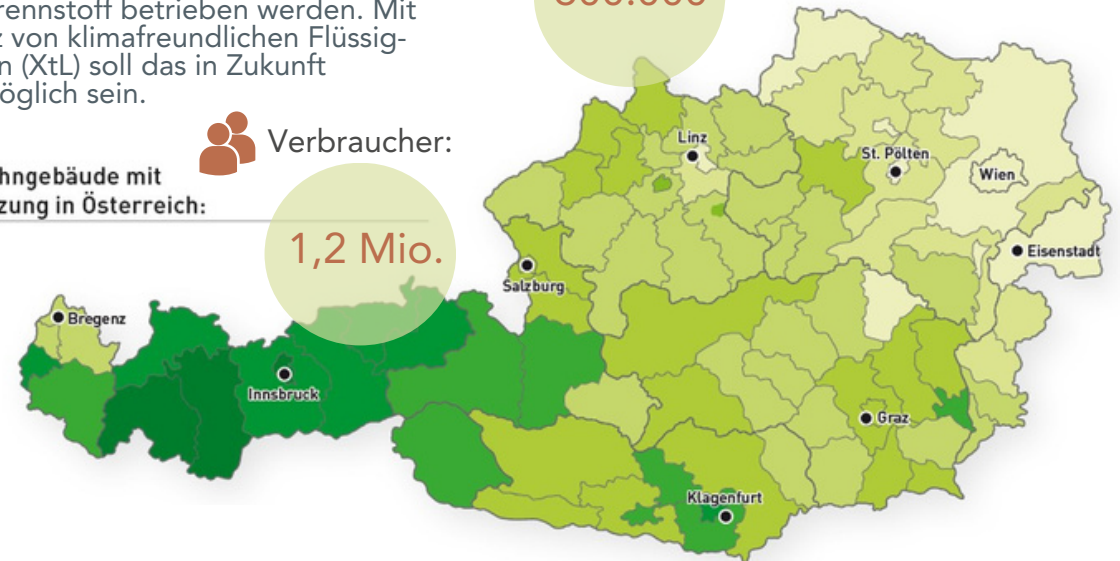 rennstoff betrieben werden. Mit
von klimafreundlichen Flüssig-
n (XtL) soll das in Zukunft
öglich sein.
Verbraucher:
hngebäude mit
zung in Österreich:
1,2 Mio.
Linz
St. Pölten
Wien
Eisenstadt
Salzburg
Bregenz
Innsbruck
Graz
Klagenfurt